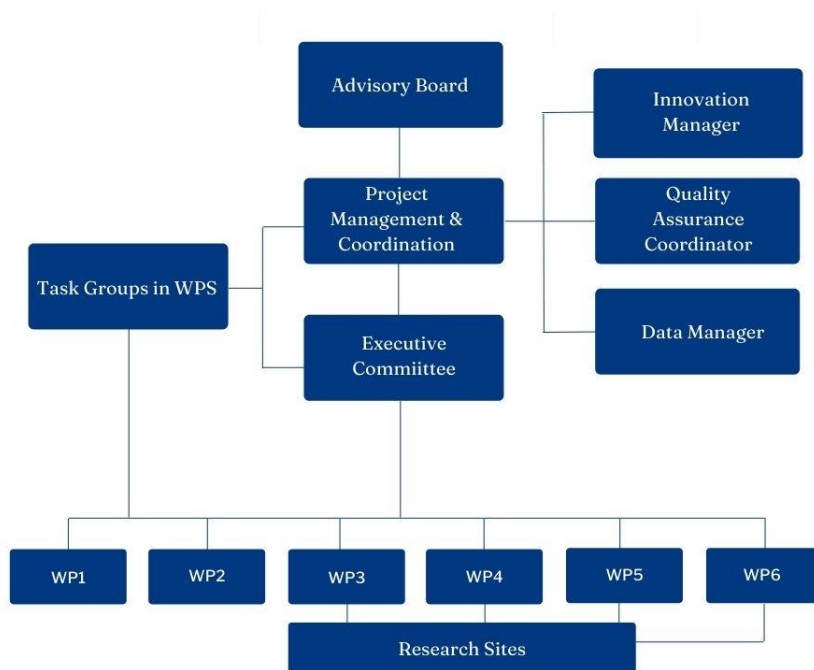 Advisory Board
Innovation
Manager
Project
Management &
Coordination
Quality
Assurance
Coordinator
Task Groups in WPS
Executive
Commiittee
Data Manager
WP1
WP2
WP3
WP4
WP5
WP6
Research Sites